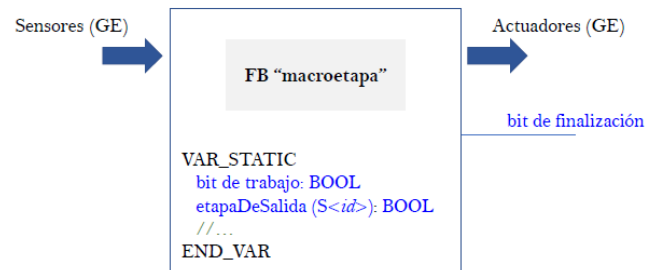 Sensores (GE)
Actuadores (GE)
FB “macroetapa”
bit de finalización
VAR_STATIC
bit de trabajo: BOOL
etapaDeSalida (S<id>): BOOL
//…
END_VAR